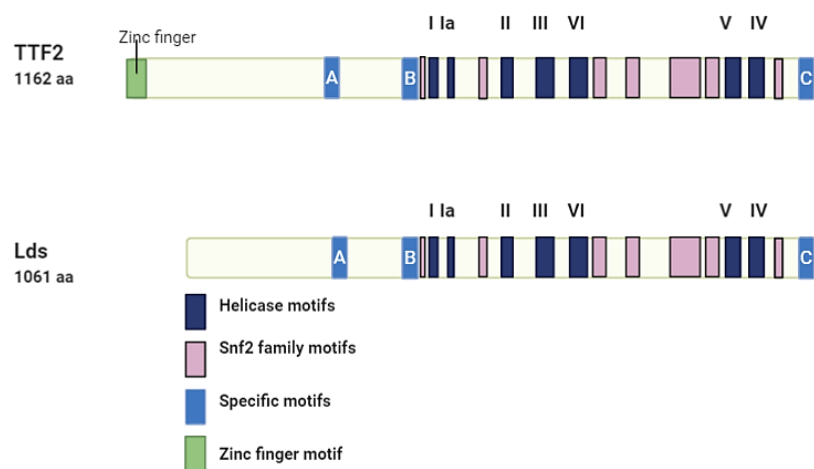 I Ia II III VI V IV
Zinc finger
TTF2
1162 aa
A B C
I Ia II III VI V IV
Lds
1061 aa
A B C
Helicase motifs
Snf2 family motifs
Specific motifs
Zinc finger motif